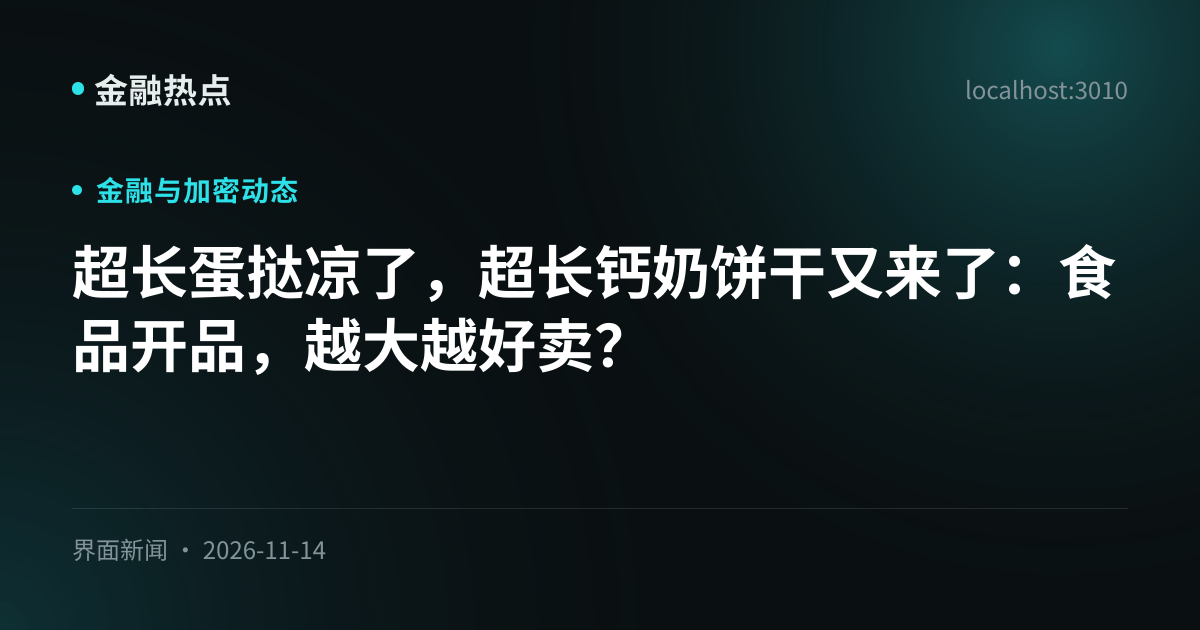 金融热点
localhost:3010
金融与加密动态
超长蛋挞凉了，超长钙奶饼干又来了：食
品开品，越大越好卖？
界面新闻 · 2026-11-14